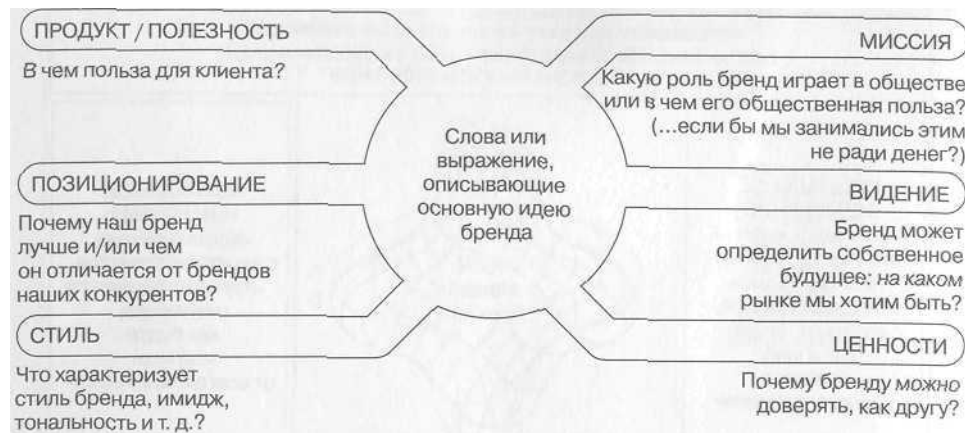 ПРОДУКТ / ПОЛЕЗНОСТЬ
В чем польза для клиента?
ПОЗИЦИОНИРОВАНИЕ
Почему наш бренд
лучше и/или чем
он отличается от брендов
наших конкурентов?
СТИЛЬ
Что характеризует
стиль бренда, имидж,
тональность и т. д.?
Слова или
выражение,
описывающие
основную идею
бренда
МИССИЯ
Какую роль бренд играет в обществе
или в чем его общественная польза?
(...если бы мы занимались этим
не ради денег?)
ВИДЕНИЕ
Бренд может
определить собственное
будущее: на каком
рынке мы хотим быть?
ЦЕННОСТИ
Почему бренду можно
доверять, как другу?